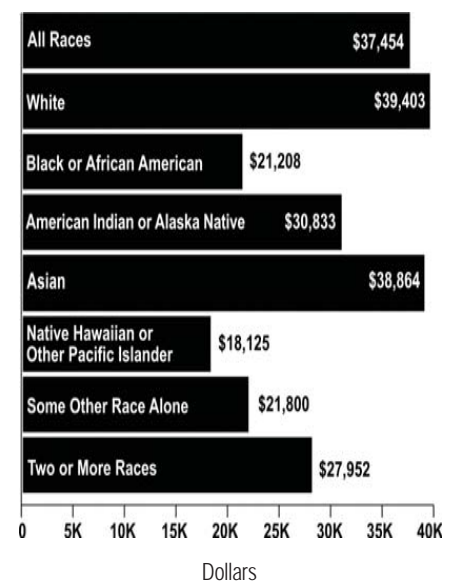 All Races $37,454
White $39,403
Black or African American $21,208
American Indian or Alaska Native $30,833
Asian $38,864
Native Hawaiian or
Other Pacific Islander $18,125
Some Other Race Alone $21,800
Two or More Races $27,952
0 5K 10K 15K 20K 25K 30K 35K 40K
Dollars